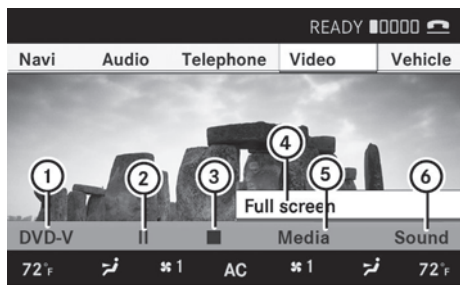 READY
Navi Audio Telephone Video Vehicle
1 2 3 4 5 6
Full screen
DVD-V II ■ Media Sound
72°F 1 AC 1 72°F